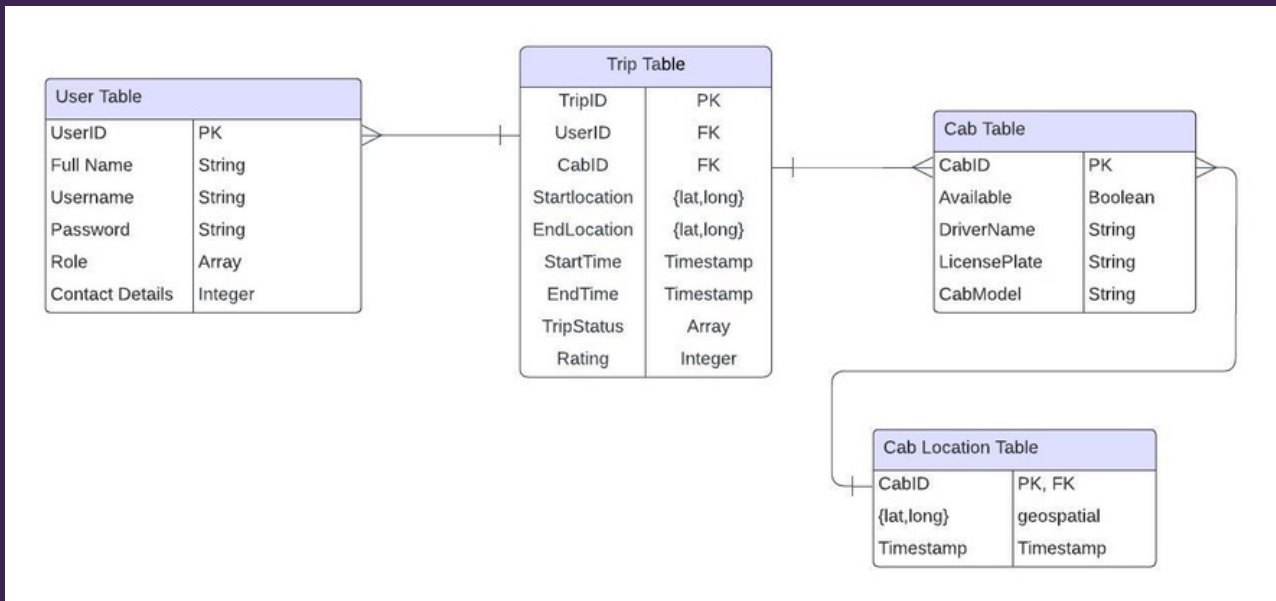 User Table
UserID PK
Full Name String
Username String
Password String
Role Array
Contact Details Integer
Trip Table
TripID PK
UserID FK
CabID FK
Startlocation {lat,long}
EndLocation {lat,long}
StartTime Timestamp
EndTime Timestamp
TripStatus Array
Rating Integer
Cab Table
CabID PK
Available Boolean
DriverName String
LicensePlate String
CabModel String
Cab Location Table
CabID PK, FK
{lat,long} geospatial
Timestamp Timestamp